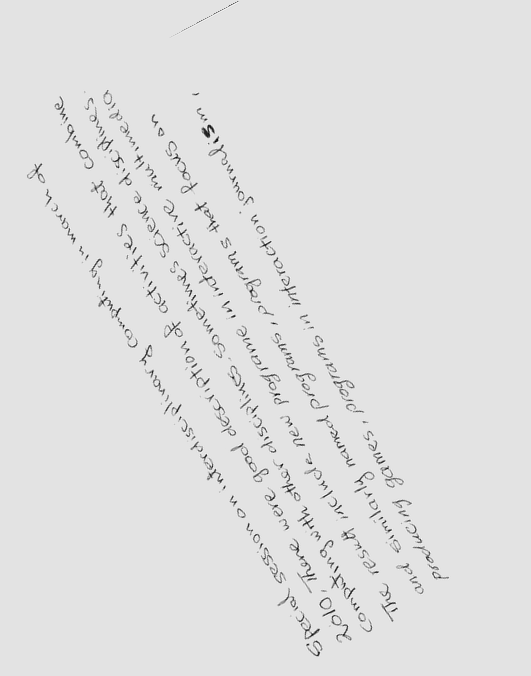 Special session on interdisciplinary computing in march of
2010, There were good description of activities that combine
computing with other disciplines. sometimes science disciplines.
The result include new programe in interactive multimedia
and similarly named programs, programs that focus on
producing games, programs in interaction journalism,